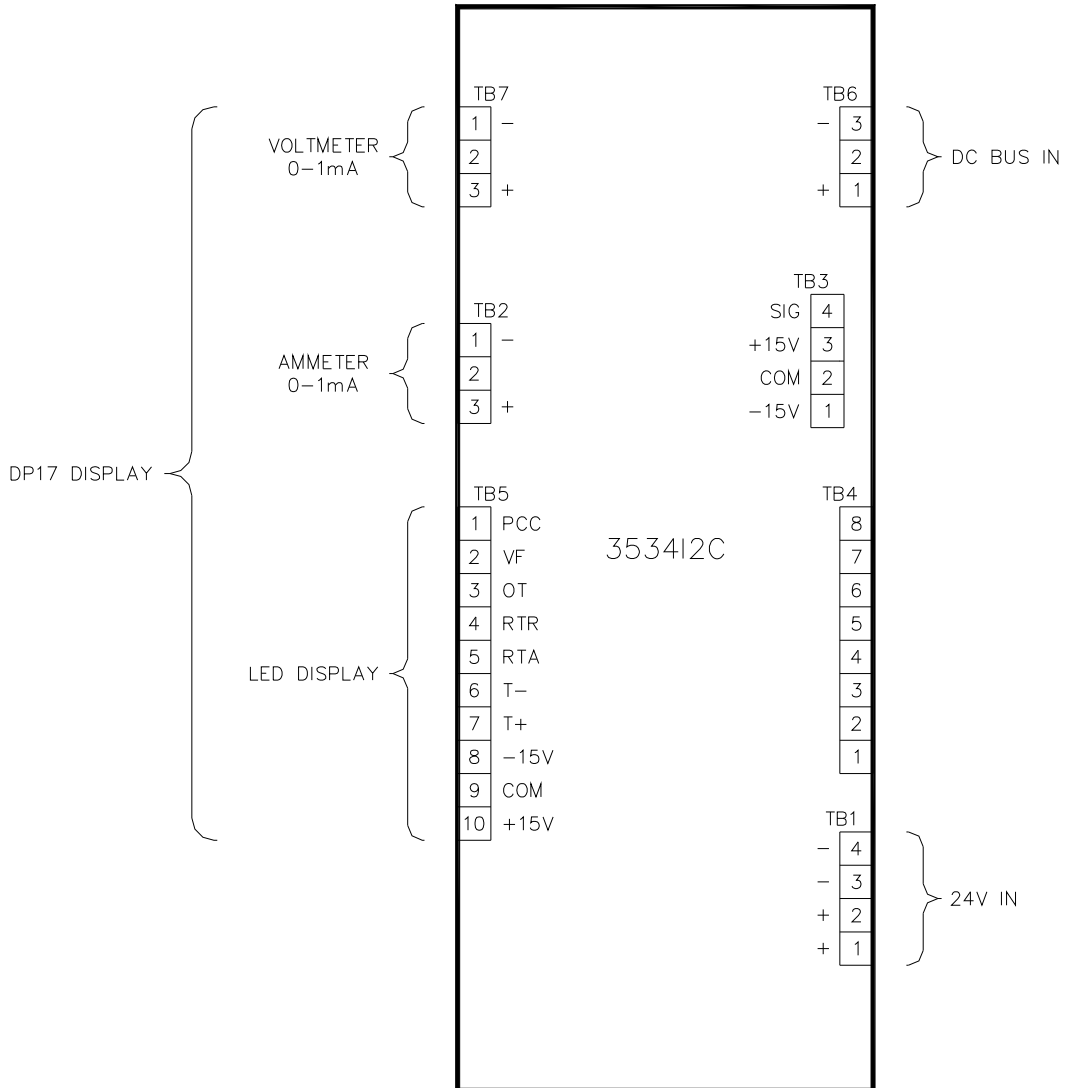 TB7
1 -
2
3 +
VOLTMETER
0-1mA
TB6
- 3
2
+ 1
DC BUS IN
TB3
SIG 4
+15V 3
COM 2
-15V 1
TB2
1 -
2
3 +
AMMETER
0-1mA
DP17 DISPLAY
TB5
1 PCC
2 VF
3 OT
4 RTR
5 RTA
6 T-
7 T+
8 -15V
9 COM
10 +15V
LED DISPLAY
3534I2C
TB4
8
7
6
5
4
3
2
1
TB1
- 4
- 3
+ 2
+ 1
24V IN